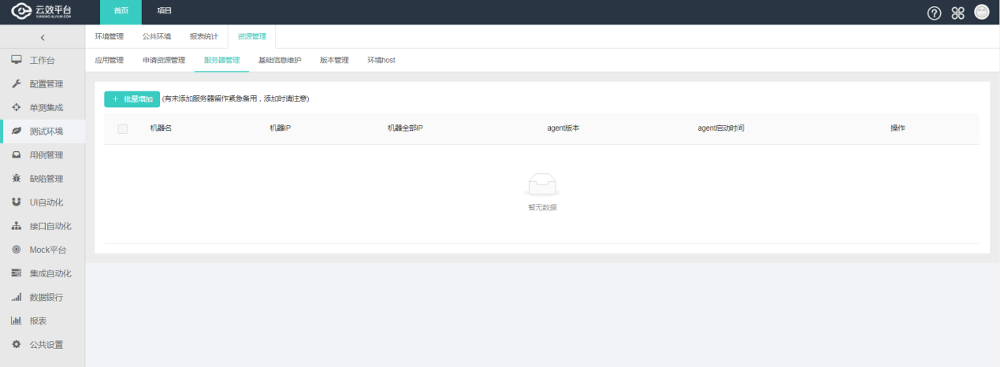 云效平台
YUNXIAO.ALIYUN.COM
首页 项目
环境管理 公共环境 报表统计 资源管理
应用管理 申请资源管理 服务器管理 基础信息维护 版本管理 环境host
工作台
配置管理
单测集成
测试环境
用例管理
缺陷管理
UI自动化
接口自动化
Mock平台
集成自动化
数据银行
报表
公共设置
+ 批量增加 (有未添加服务器留作紧急备用，添加时请注意)
机器名 机器IP 机器全部IP agent版本 agent启动时间 操作
暂无数据